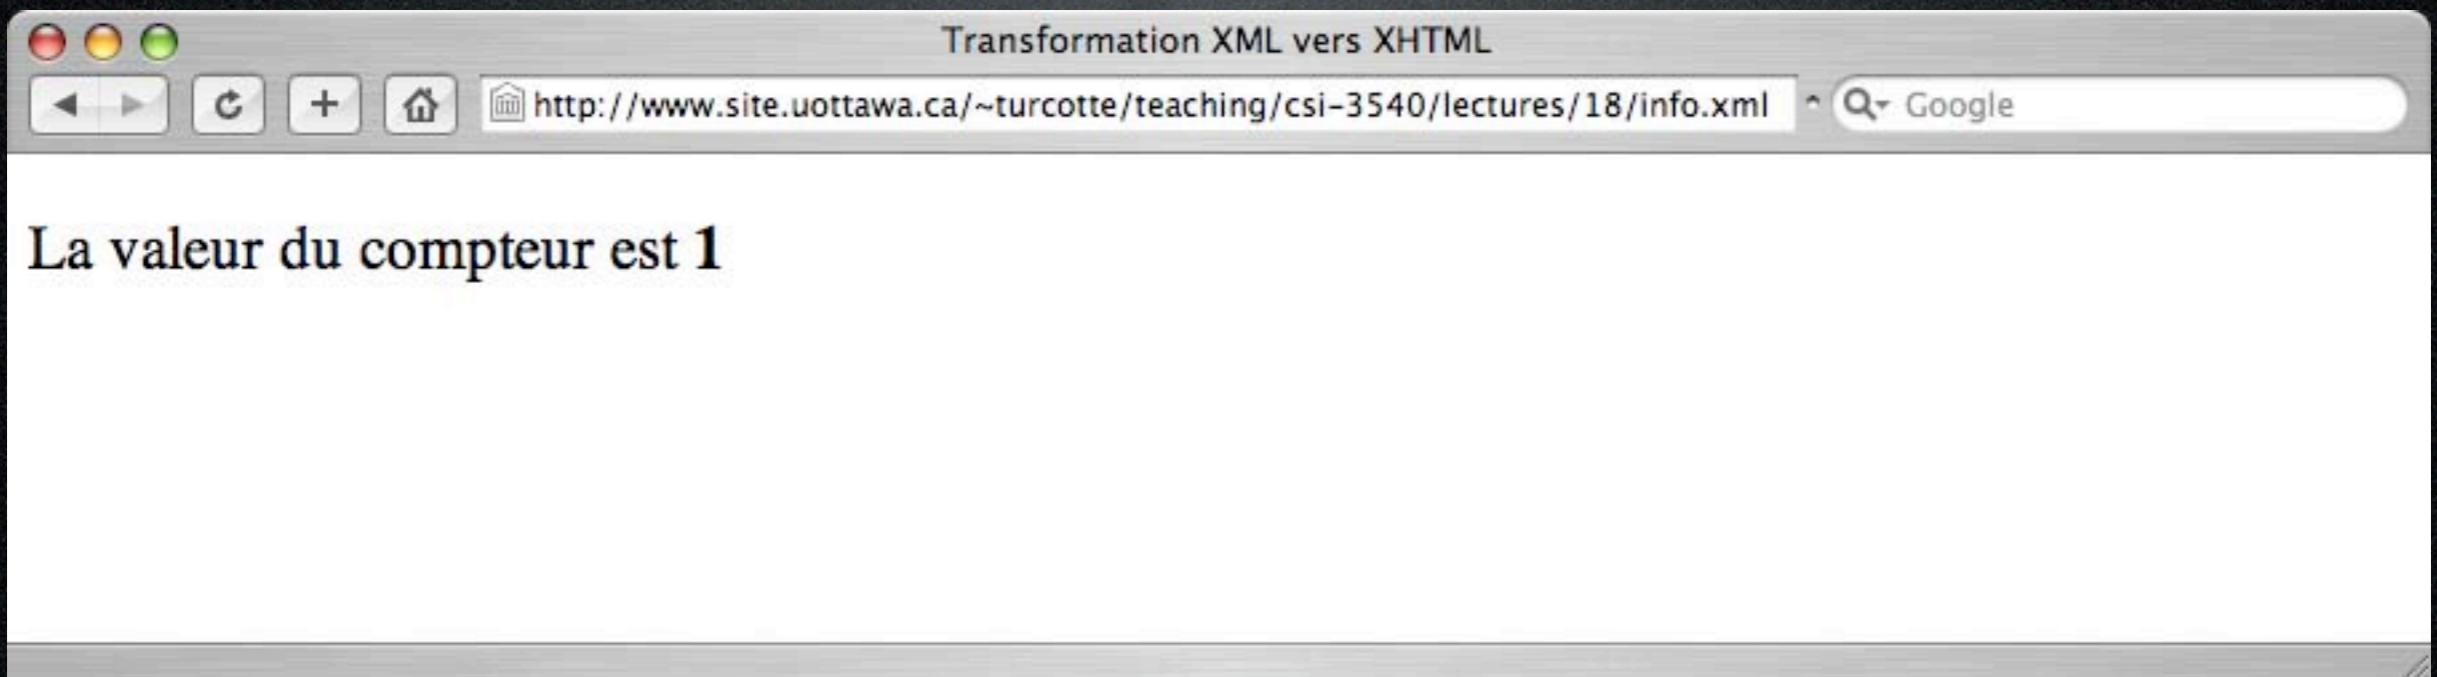 Transformation XML vers XHTML
http://www.site.uottawa.ca/~turcotte/teaching/csi-3540/lectures/18/info.xml
Google
La valeur du compteur est 1